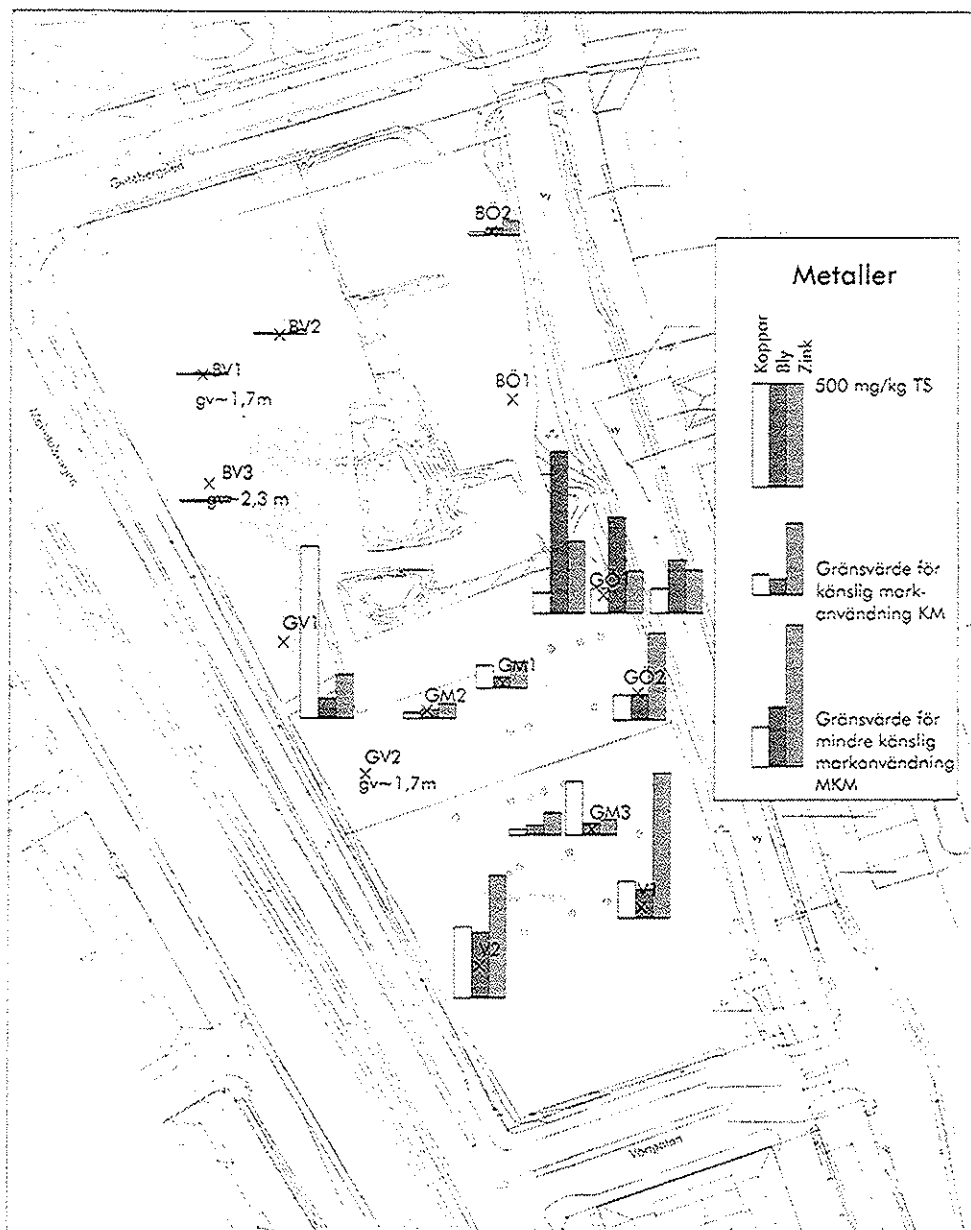 BÖ2
BV2
BV1
gv~1,7m
BÖ1
BV3
2,3 m
GV1
GM1
GM2
GÖ2
GV2
gv~1,7m
GM3
V2
Metaller
Koppar
Bly
Zink
500 mg/kg TS
Gränsvärde för
känslig mark-
användning KM
Gränsvärde för
mindre känslig
markanvändning
MKM